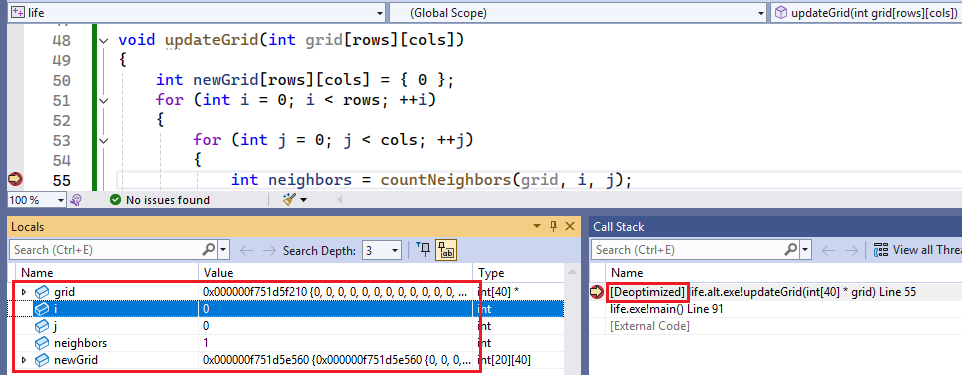 life (Global Scope) updateGrid(int grid[rows][cols])
48 void updateGrid(int grid[rows][cols])
49 {
50 int newGrid[rows][cols] = { 0 };
51 for (int i = 0; i < rows; ++i)
52 {
53 for (int j = 0; j < cols; ++j)
54 {
55 int neighbors = countNeighbors(grid, i, j);
100 % No issues found
Locals
Search (Ctrl+E) Search Depth: 3
Name Value Type
grid 0x000000f751d5f210 {0, 0, 0, 0, 0, 0, 0, 0, 0, 0, 0, 0, ... int[40] *
i 0 int
j 0 int
neighbors 1 int
newGrid 0x000000f751d5e560 {0x000000f751d5e560 {0, 0, 0,... int[20][40]
Call Stack
Search (Ctrl+E) View all Threa
Name
[Deoptimized] life.alt.exe!updateGrid(int[40] * grid) Line 55
life.exe!main() Line 91
[External Code]